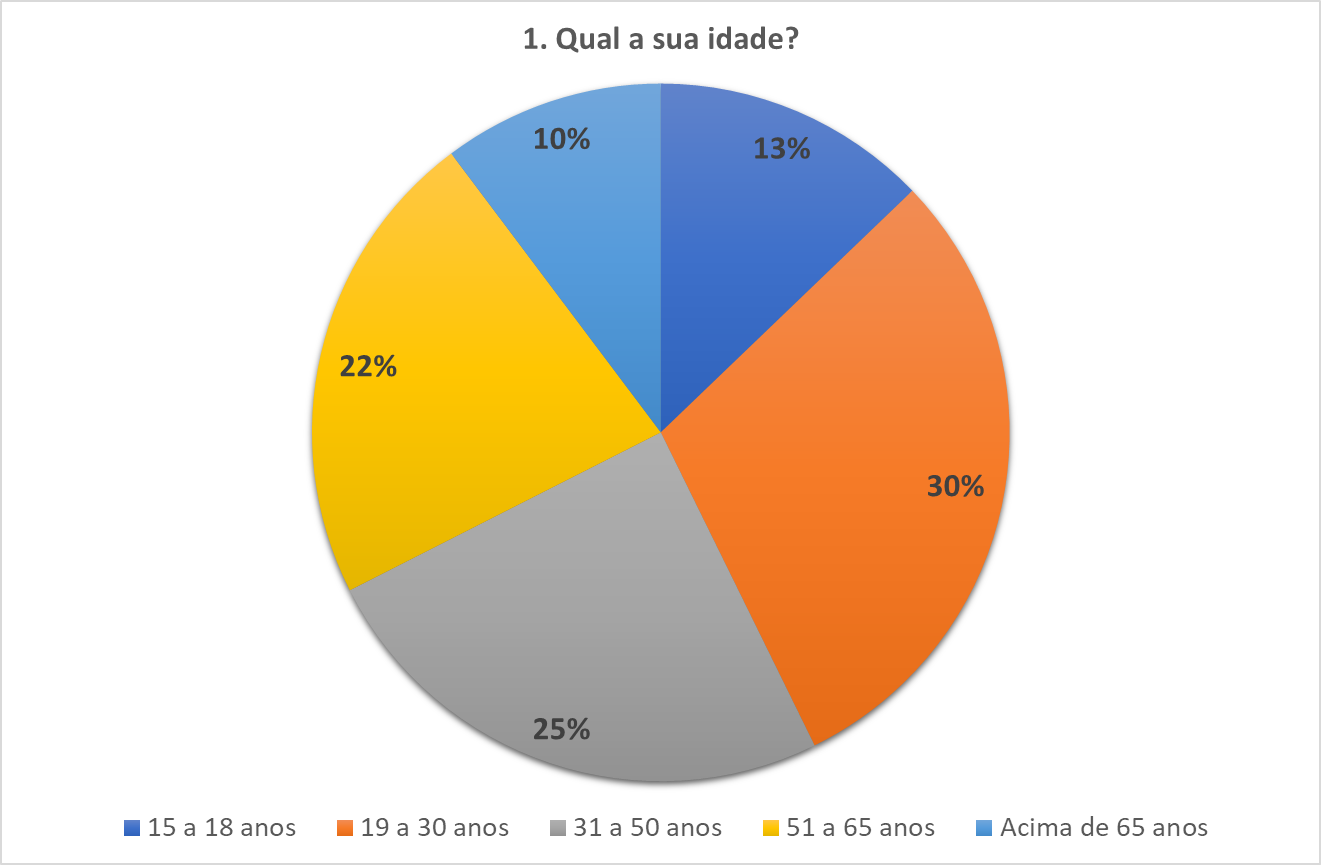 1. Qual a sua idade?
10%
13%
22%
30%
25%
15 a 18 anos
19 a 30 anos
31 a 50 anos
51 a 65 anos
Acima de 65 anos